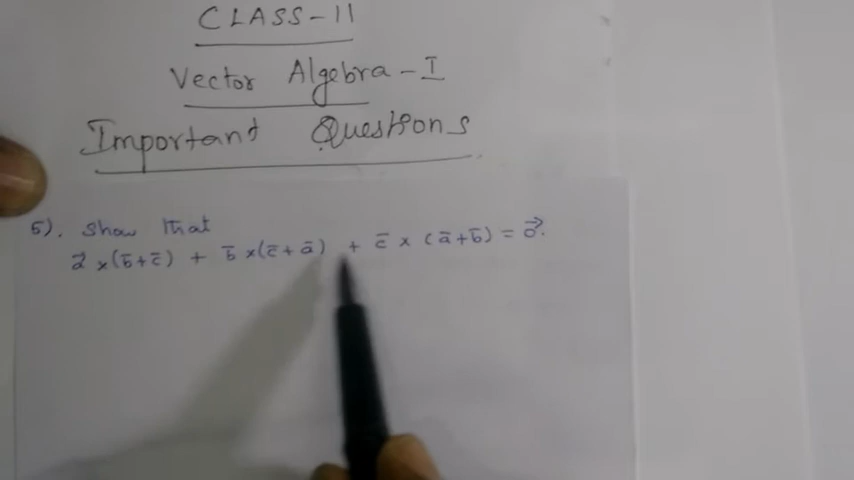 CLASS-11
Vector Algebra-I
Important Questions
5). Show that
a⃗ ×(b̄+c̄) + b̄ ×(c̄+ā) + c̄ × (ā+b̄) = 0⃗.